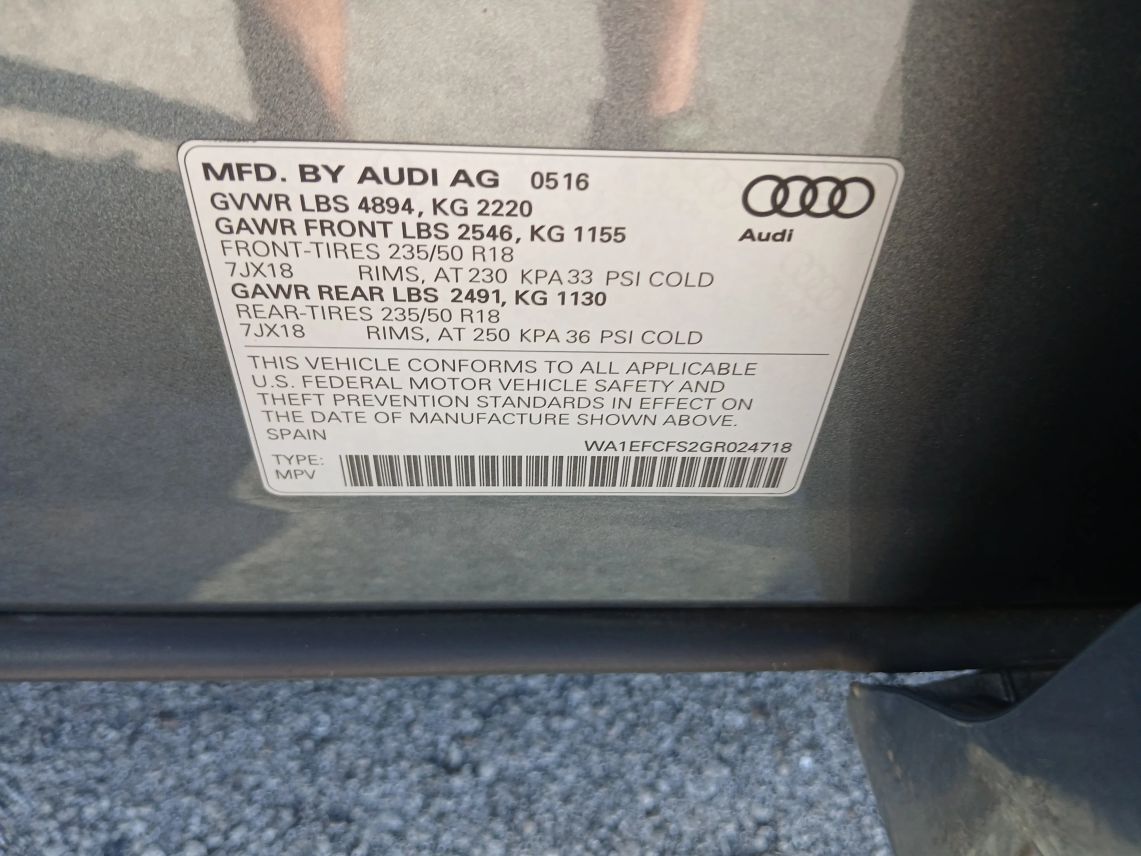 MFD. BY AUDI AG 0516
GVWR LBS 4894, KG 2220
GAWR FRONT LBS 2546, KG 1155
FRONT-TIRES 235/50 R18
7JX18 RIMS, AT 230 KPA 33 PSI COLD
GAWR REAR LBS 2491, KG 1130
REAR-TIRES 235/50 R18
7JX18 RIMS, AT 250 KPA 36 PSI COLD
Audi
THIS VEHICLE CONFORMS TO ALL APPLICABLE
U.S. FEDERAL MOTOR VEHICLE SAFETY AND
THEFT PREVENTION STANDARDS IN EFFECT ON
THE DATE OF MANUFACTURE SHOWN ABOVE.
SPAIN
WA1EFCFS2GR024718
TYPE:
MPV